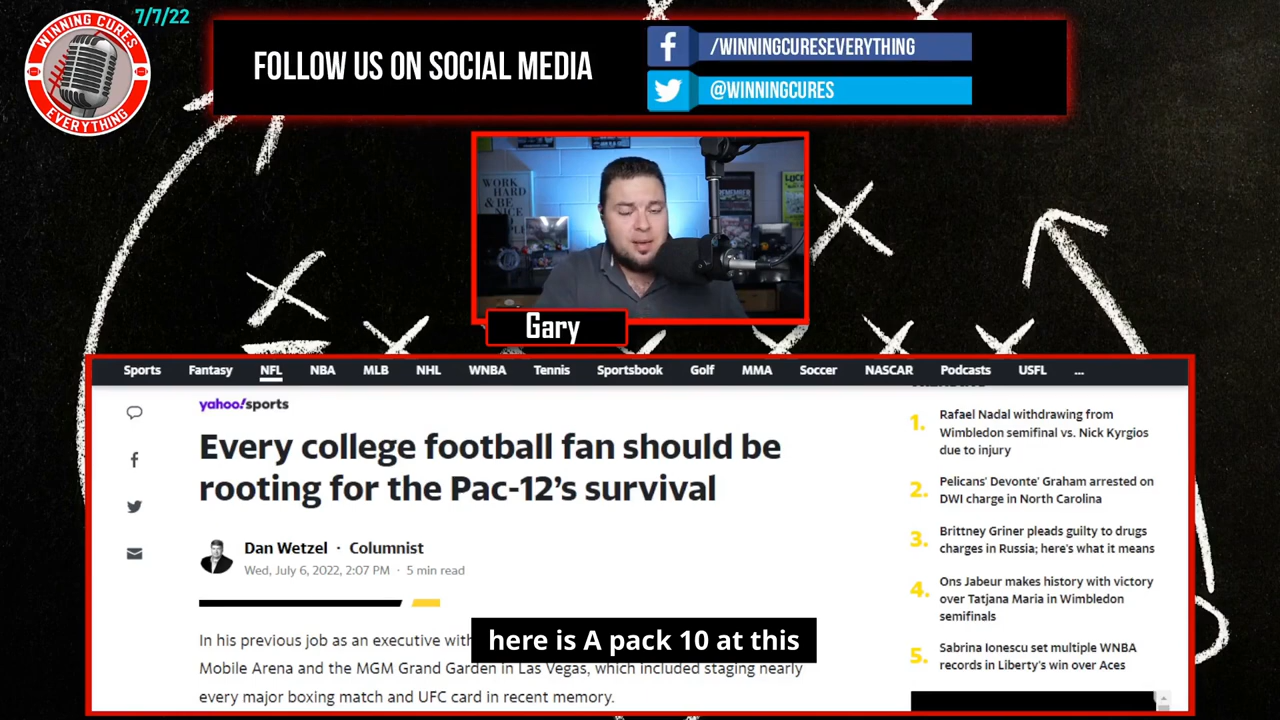 7/7/22
WINNING CURES
EVERYTHING
FOLLOW US ON SOCIAL MEDIA
f /WINNINGCURESEVERYTHING
@WINNINGCURES
WORK
HARD
& BE
NICE
Gary
Sports Fantasy NFL NBA MLB NHL WNBA Tennis Sportsbook Golf MMA Soccer NASCAR Podcasts USFL ...
yahoo!sports
Every college football fan should be
rooting for the Pac-12's survival
Dan Wetzel · Columnist
Wed, July 6, 2022, 2:07 PM · 5 min read
In his previous job as an executive with
here is A pack 10 at this
Mobile Arena and the MGM Grand Garden in Las Vegas, which included staging nearly
every major boxing match and UFC card in recent memory.
1. Rafael Nadal withdrawing from
Wimbledon semifinal vs. Nick Kyrgios
due to injury
2. Pelicans' Devonte' Graham arrested on
DWI charge in North Carolina
3. Brittney Griner pleads guilty to drugs
charges in Russia; here's what it means
4. Ons Jabeur makes history with victory
over Tatjana Maria in Wimbledon
semifinals
5. Sabrina Ionescu set multiple WNBA
records in Liberty's win over Aces